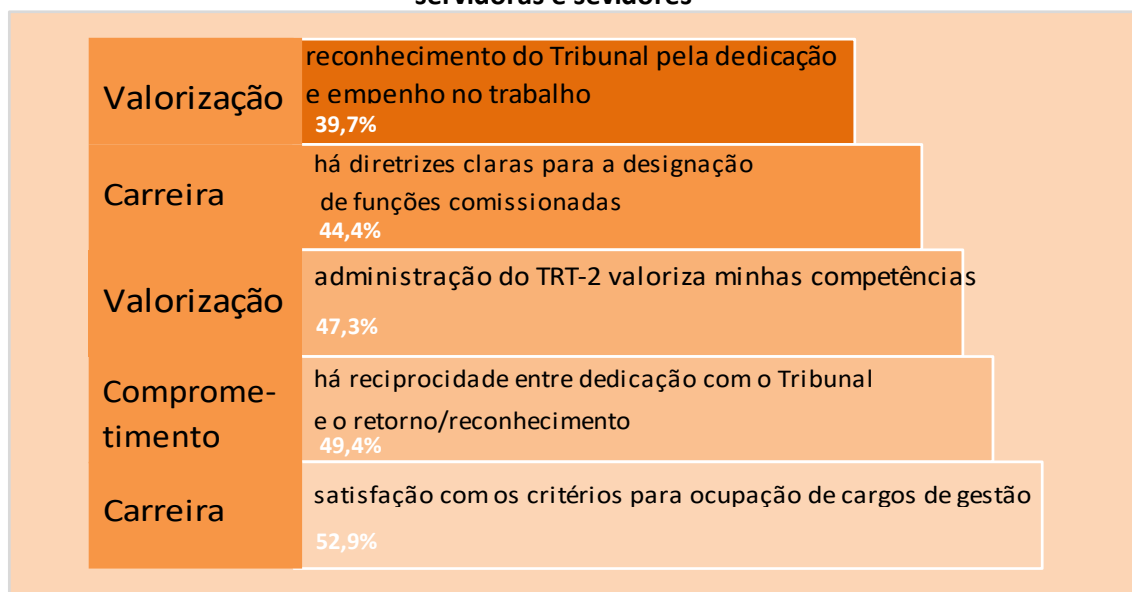 servidoras e sevidores
Valorização
reconhecimento do Tribunal pela dedicação
e empenho no trabalho
39,7%
Carreira
há diretrizes claras para a designação
de funções comissionadas
44,4%
Valorização
administração do TRT-2 valoriza minhas competências
47,3%
Comprome-
timento
há reciprocidade entre dedicação com o Tribunal
e o retorno/reconhecimento
49,4%
Carreira
satisfação com os critérios para ocupação de cargos de gestão
52,9%